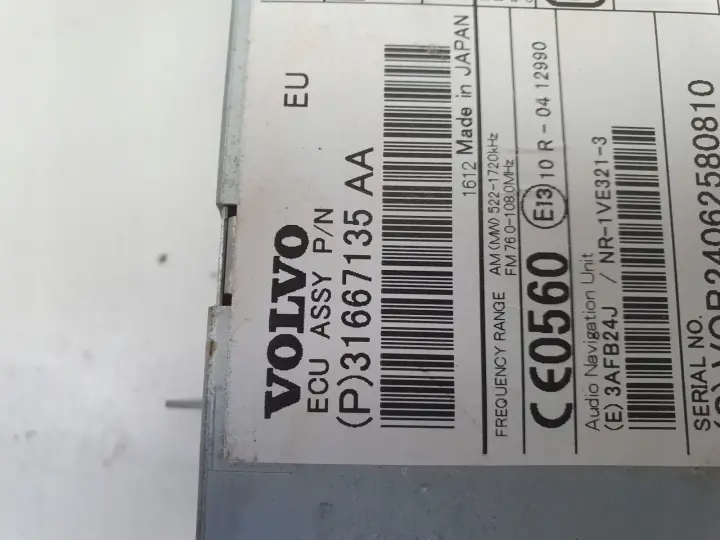 VOLVO EU
ECU ASSY P/N
(P)31667135 AA
1612 Made in JAPAN
FREQUENCY RANGE AM(MW) 522-1720kHz
FM 76.0-108.0MHz
CE0560 E13 10 R - 04 12990
Audio Navigation Unit
(E) 3AFB24J / NR-1VE321-3
SERIAL NO.